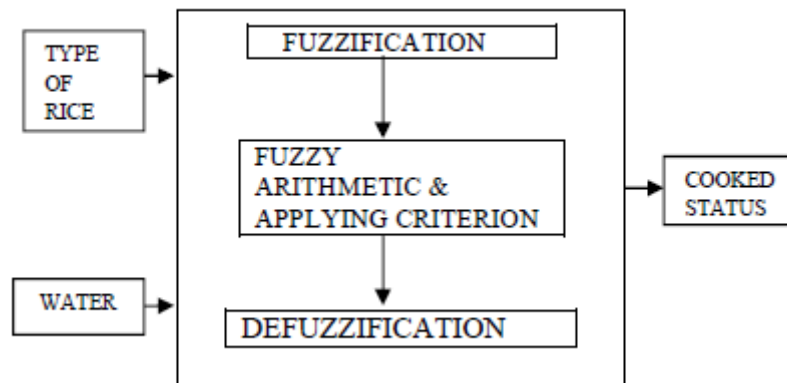 TYPE
OF
RICE
WATER
FUZZIFICATION
FUZZY
ARITHMETIC &
APPLYING CRITERION
DEFUZZIFICATION
COOKED
STATUS